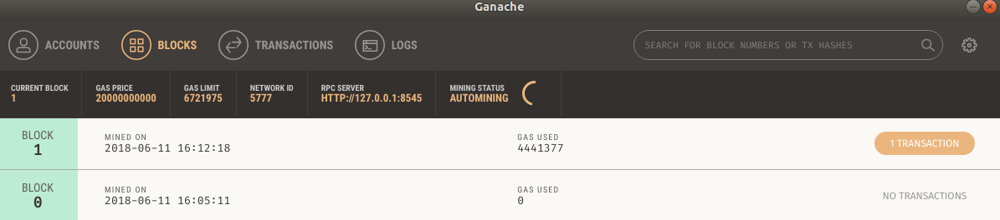 Ganache
ACCOUNTS BLOCKS TRANSACTIONS LOGS SEARCH FOR BLOCK NUMBERS OR TX HASHES
CURRENT BLOCK GAS PRICE GAS LIMIT NETWORK ID RPC SERVER MINING STATUS
1 20000000000 6721975 5777 HTTP://127.0.0.1:8545 AUTOMINING
BLOCK MINED ON GAS USED
1 2018-06-11 16:12:18 4441377 1 TRANSACTION
BLOCK MINED ON GAS USED
0 2018-06-11 16:05:11 0 NO TRANSACTIONS